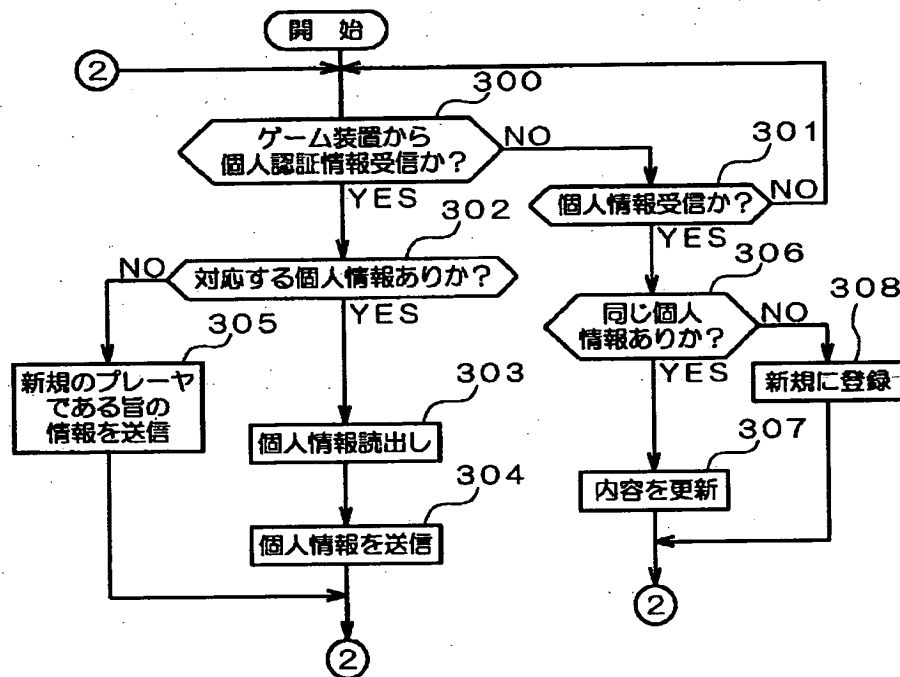 開 始
②
300
ゲーム装置から
個人認証情報受信か?
NO
YES
301
個人情報受信か?
NO
YES
302
対応する個人情報ありか?
NO
YES
305
新規のプレーヤ
である旨の
情報を送信
303
個人情報読出し
304
個人情報を送信
②
306
同じ個人
情報ありか?
NO
YES
308
新規に登録
307
内容を更新
②